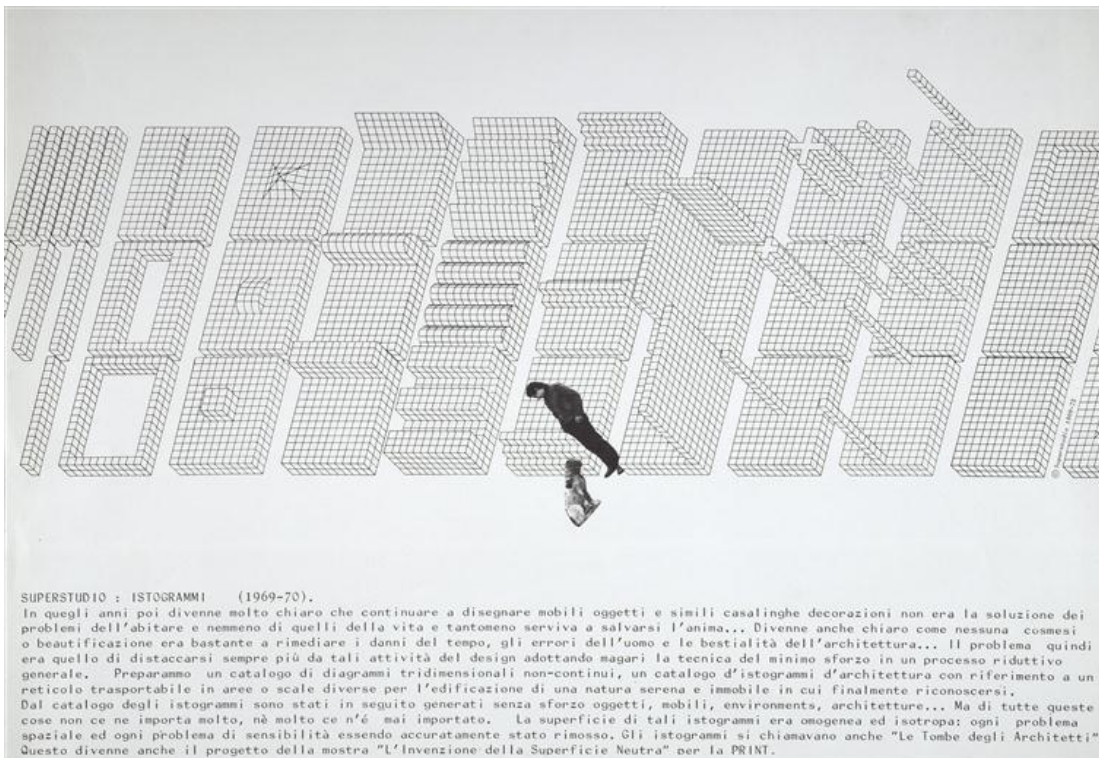 © superstudio 1969-73
SUPERSTUDIO : ISTOGRAMMI (1969-70).
In quegli anni poi divenne molto chiaro che continuare a disegnare mobili oggetti e simili casalinghe decorazioni non era la soluzione dei
problemi dell'abitare e nemmeno di quelli della vita e tantomeno serviva a salvarsi l'anima... Divenne anche chiaro come nessuna cosmesi
o beautificazione era bastante a rimediare i danni del tempo, gli errori dell'uomo e le bestialità dell'architettura... Il problema quindi
era quello di distaccarsi sempre più da tali attività del design adottando magari la tecnica del minimo sforzo in un processo riduttivo
generale. Preparammo un catalogo di diagrammi tridimensionali non-continui, un catalogo d'istogrammi d'architettura con riferimento a un
reticolo trasportabile in aree o scale diverse per l'edificazione di una natura serena e immobile in cui finalmente riconoscersi.
Dal catalogo degli istogrammi sono stati in seguito generati senza sforzo oggetti, mobili, environments, architetture... Ma di tutte queste
cose non ce ne importa molto, nè molto ce n'é mai importato. La superficie di tali istogrammi era omogenea ed isotropa: ogni problema
spaziale ed ogni problema di sensibilità essendo accuratamente stato rimosso. Gli istogrammi si chiamavano anche "Le Tombe degli Architetti"
Questo divenne anche il progetto della mostra "L'Invenzione della Superficie Neutra" per la PRINT.